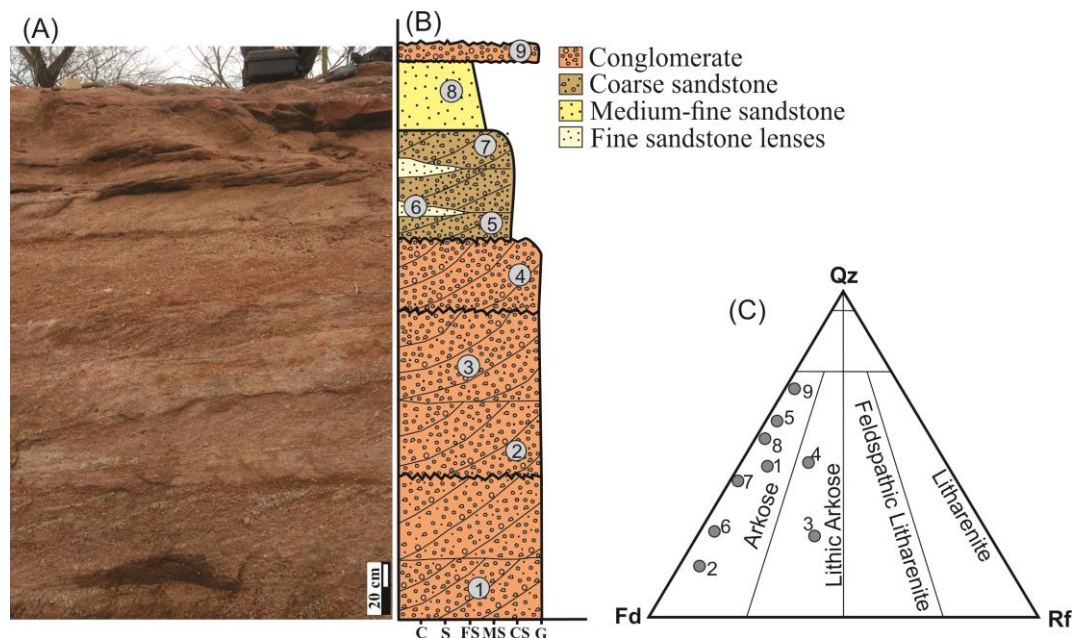 (A)
(B)
9
8
7
6
5
4
3
2
1
C S FS MS CS G
20 cm
Conglomerate
Coarse sandstone
Medium-fine sandstone
Fine sandstone lenses
(C)
Qz
9
5
8
1
4
7
6
3
2
Arkose
Lithic Arkose
Feldspathic Litharenite
Litharenite
Fd
Rf